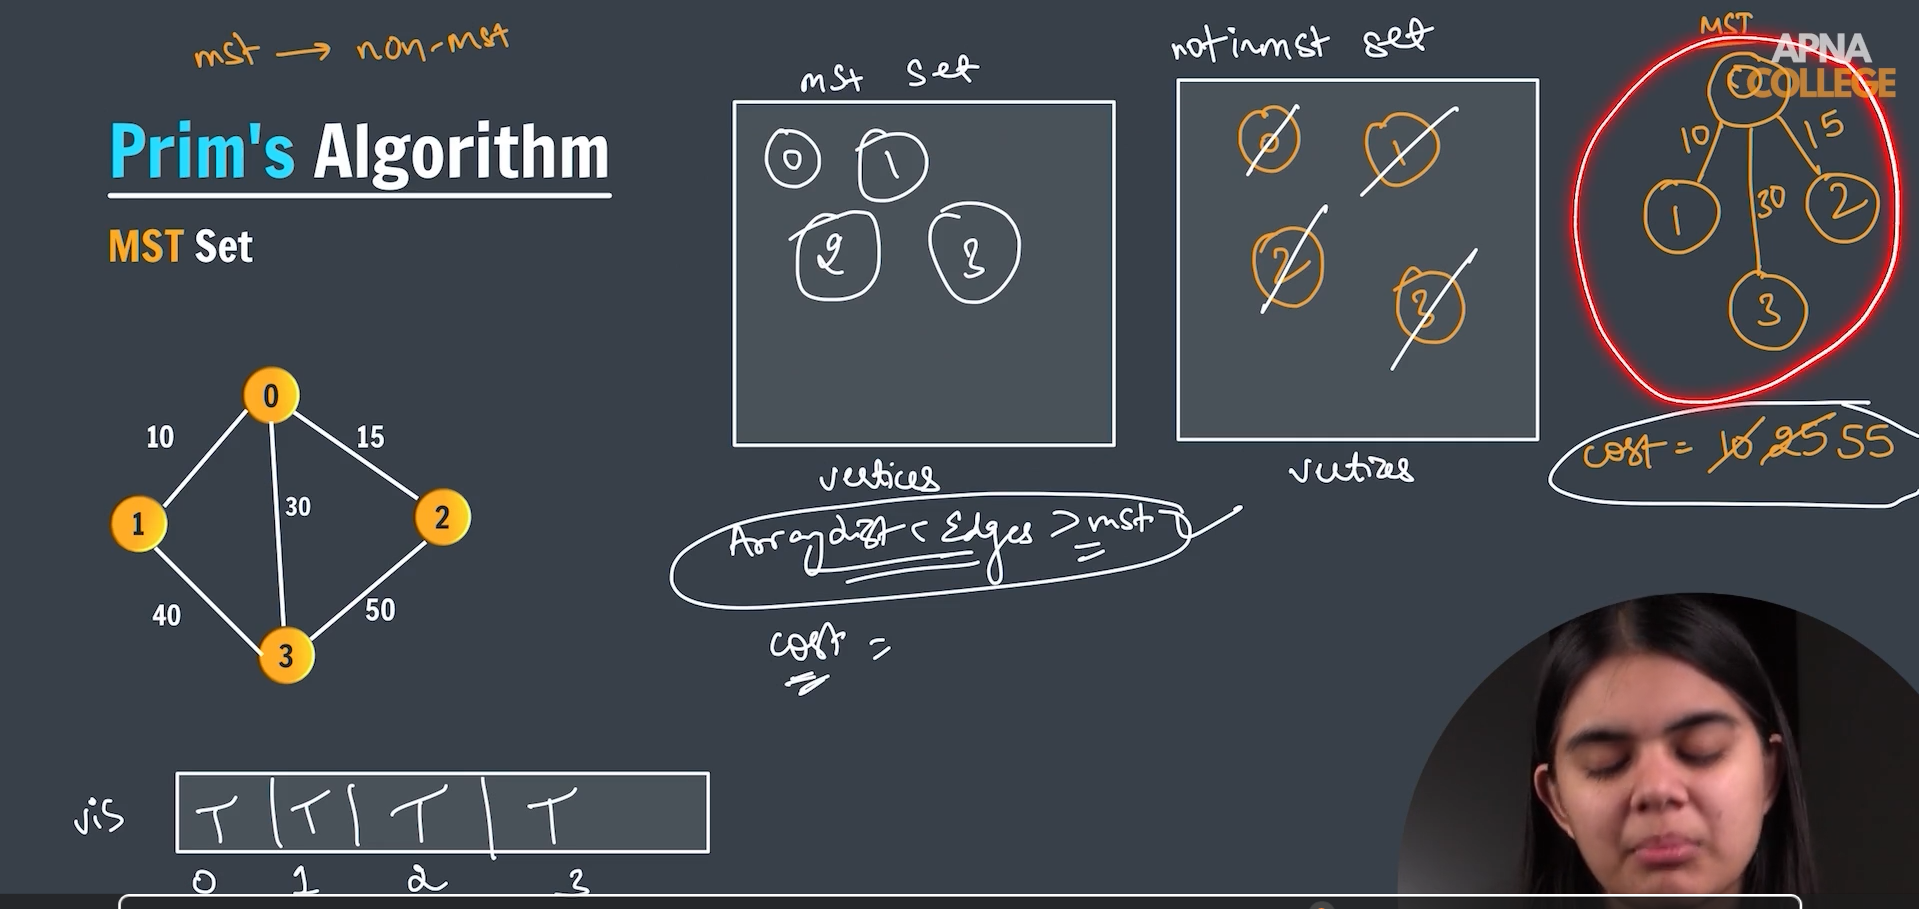 mst → non-mst
Prim's Algorithm
MST Set
mst set
0 1
2 3
vertices
notinmst set
0 1
2 3
MST
APNA
COLLEGE
0
10 15
30
1 2
3
cost = 10 25 55
ArrayList < Edges > mst
cost =
0
10 15
30
1 2
40 50
3
vis T T T T
0 1 2 3